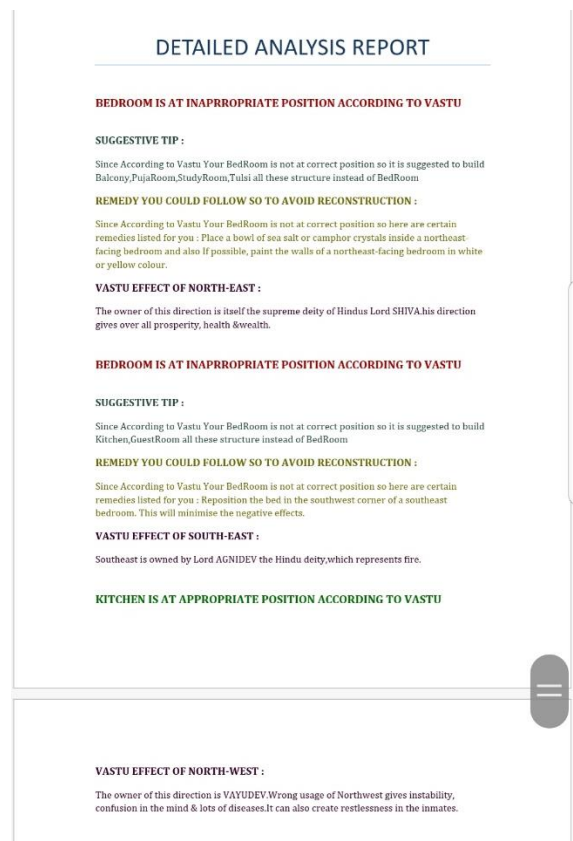 DETAILED ANALYSIS REPORT
BEDROOM IS AT INAPRROPRIATE POSITION ACCORDING TO VASTU
SUGGESTIVE TIP :
Since According to Vastu Your BedRoom is not at correct position so it is suggested to build
Balcony,PujaRoom,StudyRoom,Tulsi all these structure instead of BedRoom
REMEDY YOU COULD FOLLOW SO TO AVOID RECONSTRUCTION :
Since According to Vastu Your BedRoom is not at correct position so here are certain
remedies listed for you : Place a bowl of sea salt or camphor crystals inside a northeast-
facing bedroom and also If possible, paint the walls of a northeast-facing bedroom in white
or yellow colour.
VASTU EFFECT OF NORTH-EAST :
The owner of this direction is itself the supreme deity of Hindus Lord SHIVA.his direction
gives over all prosperity, health &wealth.
BEDROOM IS AT INAPRROPRIATE POSITION ACCORDING TO VASTU
SUGGESTIVE TIP :
Since According to Vastu Your BedRoom is not at correct position so it is suggested to build
Kitchen,GuestRoom all these structure instead of BedRoom
REMEDY YOU COULD FOLLOW SO TO AVOID RECONSTRUCTION :
Since According to Vastu Your BedRoom is not at correct position so here are certain
remedies listed for you : Reposition the bed in the southwest corner of a southeast
bedroom. This will minimise the negative effects.
VASTU EFFECT OF SOUTH-EAST :
Southeast is owned by Lord AGNIDEV the Hindu deity,which represents fire.
KITCHEN IS AT APPROPRIATE POSITION ACCORDING TO VASTU
VASTU EFFECT OF NORTH-WEST :
The owner of this direction is VAYUDEV.Wrong usage of Northwest gives instability,
confusion in the mind & lots of diseases.It can also create restlessness in the inmates.